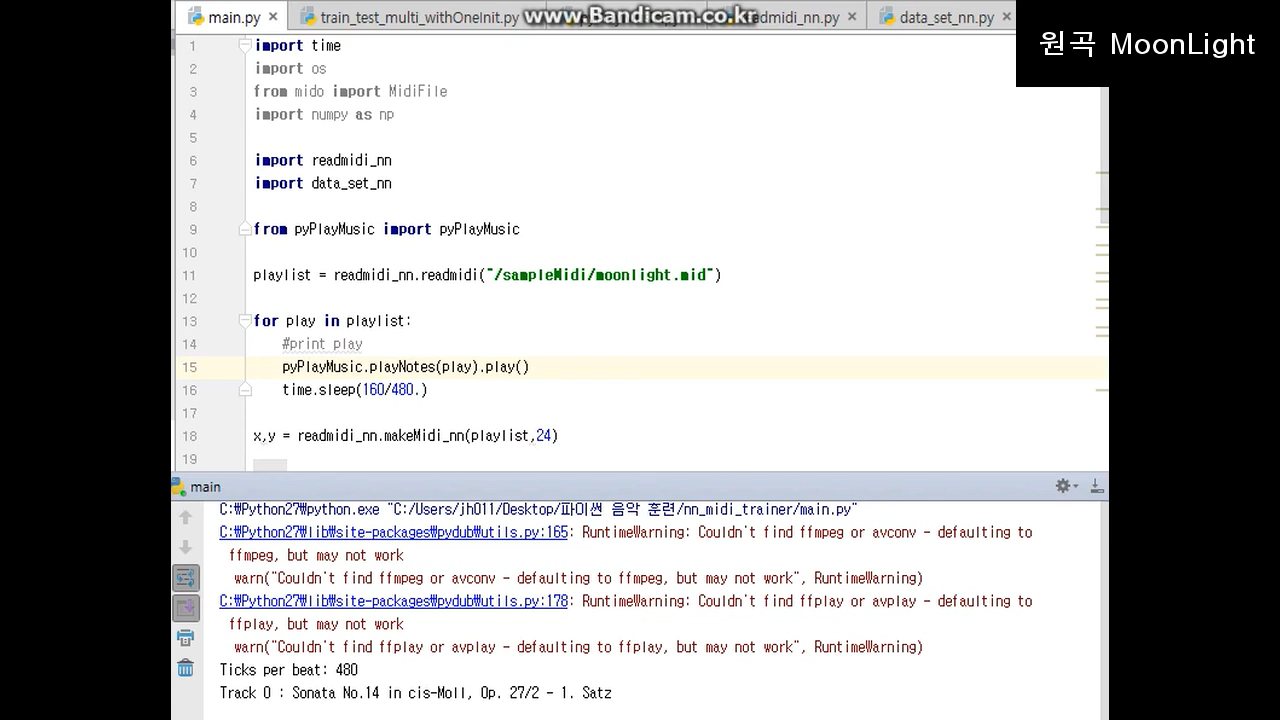 main.py
train_test_multi_withOneInit.py
www.Bandicam.co.kr
readmidi_nn.py
data_set_nn.py
원곡 MoonLight
1 import time
2 import os
3 from mido import MidiFile
4 import numpy as np
5
6 import readmidi_nn
7 import data_set_nn
8
9 from pyPlayMusic import pyPlayMusic
10
11 playlist = readmidi_nn.readmidi("/sampleMidi/moonlight.mid")
12
13 for play in playlist:
14 #print play
15 pyPlayMusic.playNotes(play).play()
16 time.sleep(160/480.)
17
18 x,y = readmidi_nn.makeMidi_nn(playlist,24)
19
main
C:₩Python27₩python.exe "C:/Users/jh011/Desktop/파이썬 음악 훈련/nn_midi_trainer/main.py"
C:₩Python27₩lib₩site-packages₩pydub₩utils.py:165: RuntimeWarning: Couldn't find ffmpeg or avconv - defaulting to
ffmpeg, but may not work
warn("Couldn't find ffmpeg or avconv - defaulting to ffmpeg, but may not work", RuntimeWarning)
C:₩Python27₩lib₩site-packages₩pydub₩utils.py:178: RuntimeWarning: Couldn't find ffplay or avplay - defaulting to
ffplay, but may not work
warn("Couldn't find ffplay or avplay - defaulting to ffplay, but may not work", RuntimeWarning)
Ticks per beat: 480
Track 0 : Sonata No.14 in cis-Moll, Op. 27/2 - 1. Satz